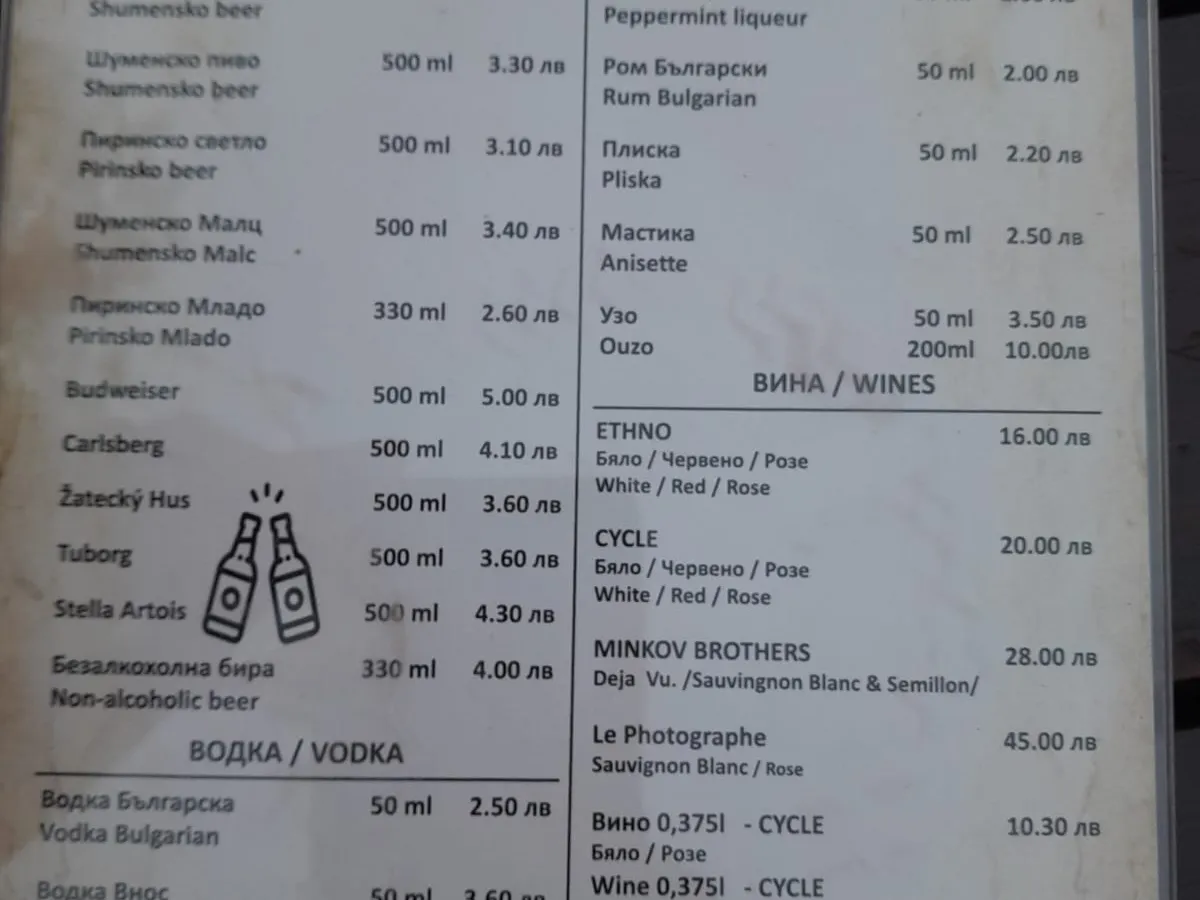 Shumensko beer
Шуменско пиво 500 ml 3.30 лв
Shumensko beer
Пиринско светло 500 ml 3.10 лв
Pirinsko beer
Шуменско Малц 500 ml 3.40 лв
Shumensko Malc
Пиринско Младо 330 ml 2.60 лв
Pirinsko Mlado
Budweiser 500 ml 5.00 лв
Carlsberg 500 ml 4.10 лв
Žatecký Hus 500 ml 3.60 лв
Tuborg 500 ml 3.60 лв
Stella Artois 500 ml 4.30 лв
Безалкохолна бира 330 ml 4.00 лв
Non-alcoholic beer
ВОДКА / VODKA
Водка Българска 50 ml 2.50 лв
Vodka Bulgarian
Водка Внос 50 ml 3.60 лв
Peppermint liqueur
Ром Български 50 ml 2.00 лв
Rum Bulgarian
Плиска 50 ml 2.20 лв
Pliska
Мастика 50 ml 2.50 лв
Anisette
Узо 50 ml 3.50 лв
Ouzo 200ml 10.00лв
ВИНА / WINES
ETHNO 16.00 лв
Бяло / Червено / Розе
White / Red / Rose
CYCLE 20.00 лв
Бяло / Червено / Розе
White / Red / Rose
MINKOV BROTHERS 28.00 лв
Deja Vu. /Sauvingnon Blanc & Semillon/
Le Photographe 45.00 лв
Sauvignon Blanc / Rose
Вино 0,375l - CYCLE 10.30 лв
Бяло / Розе
Wine 0,375l - CYCLE